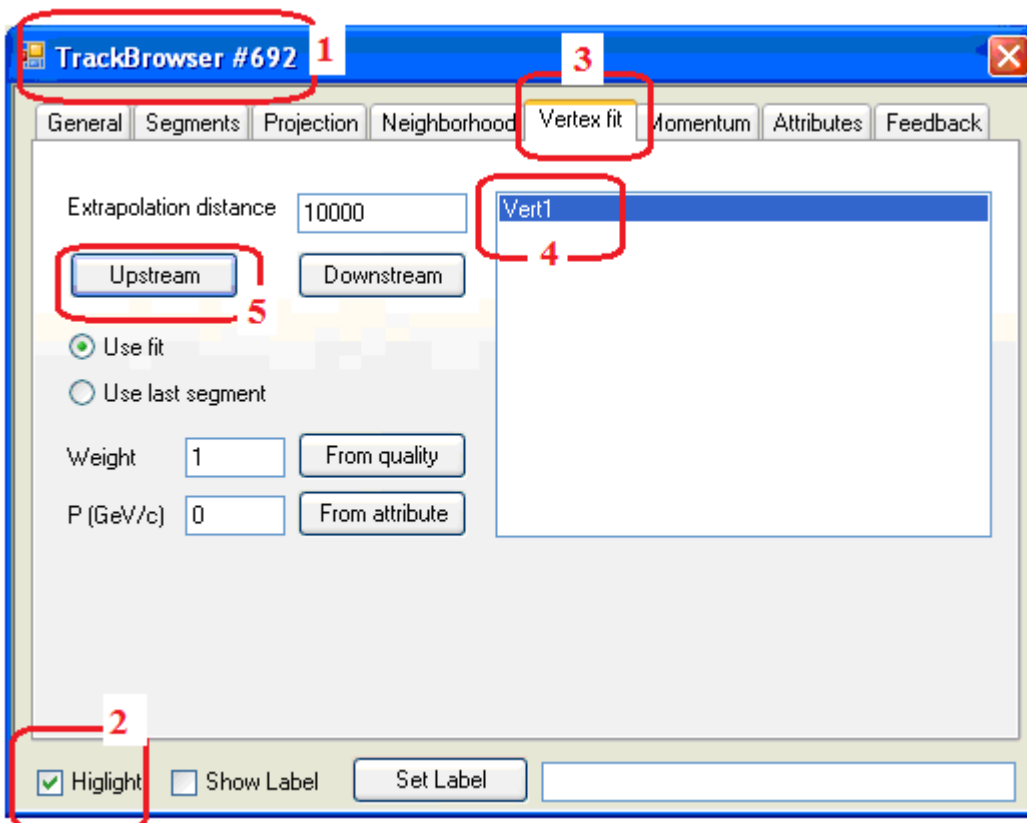 TrackBrowser #692 1
3
General Segments Projection Neighborhood Vertex fit Momentum Attributes Feedback
Extrapolation distance 10000 Vert1
4
Upstream Downstream
5
Use fit
Use last segment
Weight 1 From quality
P (GeV/c) 0 From attribute
2
Higlight Show Label Set Label